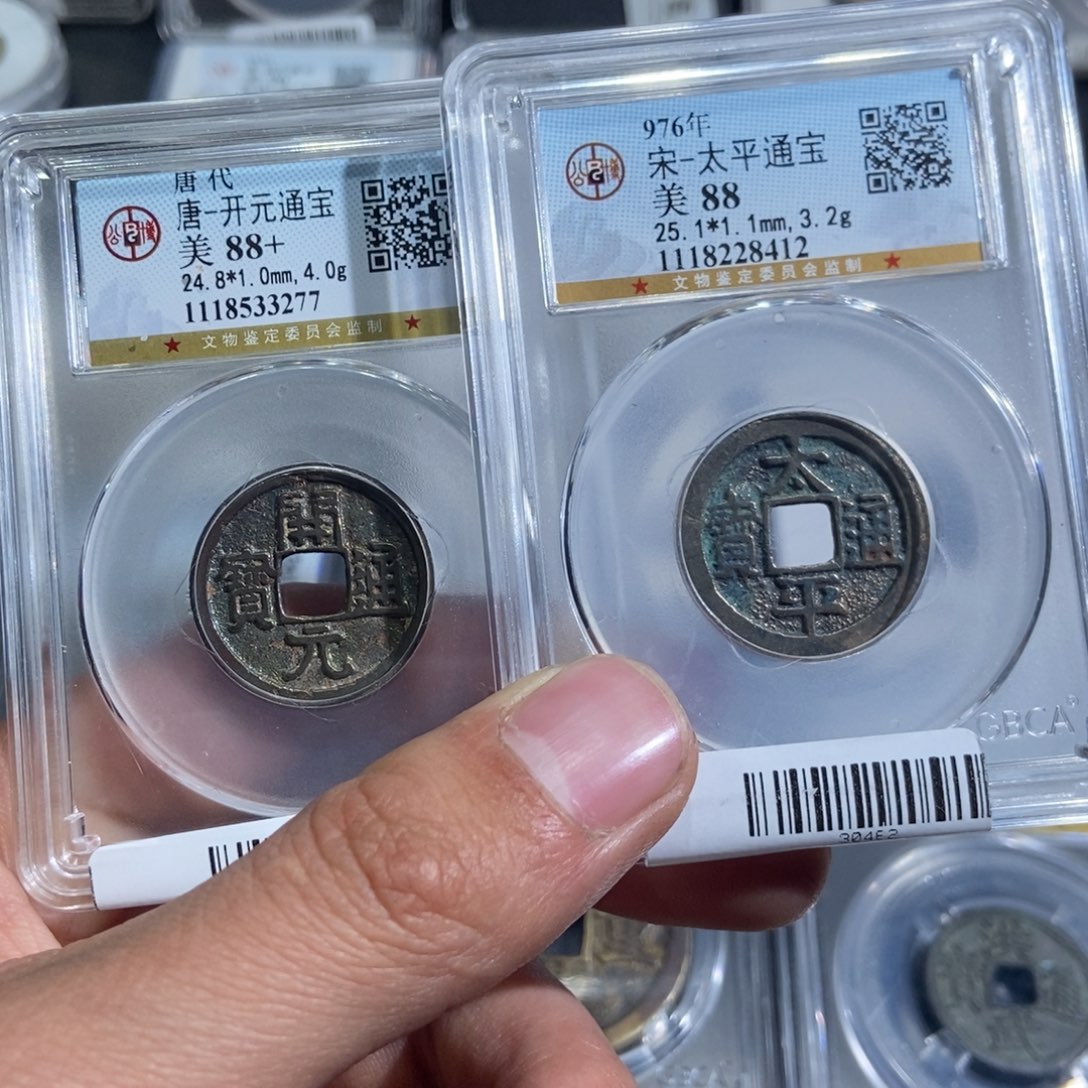 唐代
唐-开元通宝
美 88+
24.8*1.0mm,4.0g
1118533277
★ 文物鉴定委员会监制 ★
開元通寳
976年
宋-太平通宝
美 88
25.1*1.1mm,3.2g
1118228412
★ 文物鉴定委员会监制 ★
太平通寳
GBCA
304E2